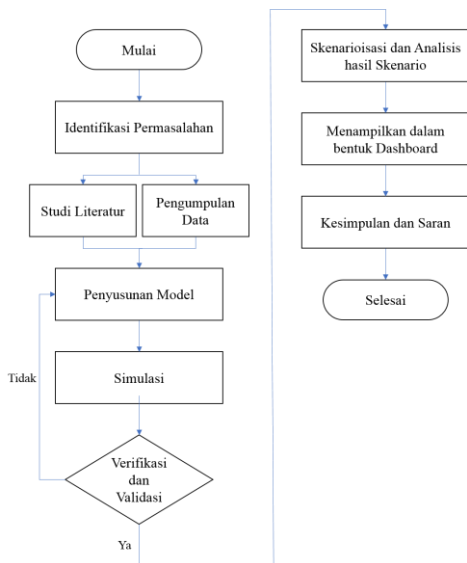 Mulai
Identifikasi Permasalahan
Studi Literatur
Pengumpulan
Data
Penyusunan Model
Simulasi
Tidak
Verifikasi
dan
Validasi
Ya
Skenarioisasi dan Analisis
hasil Skenario
Menampilkan dalam
bentuk Dashboard
Kesimpulan dan Saran
Selesai